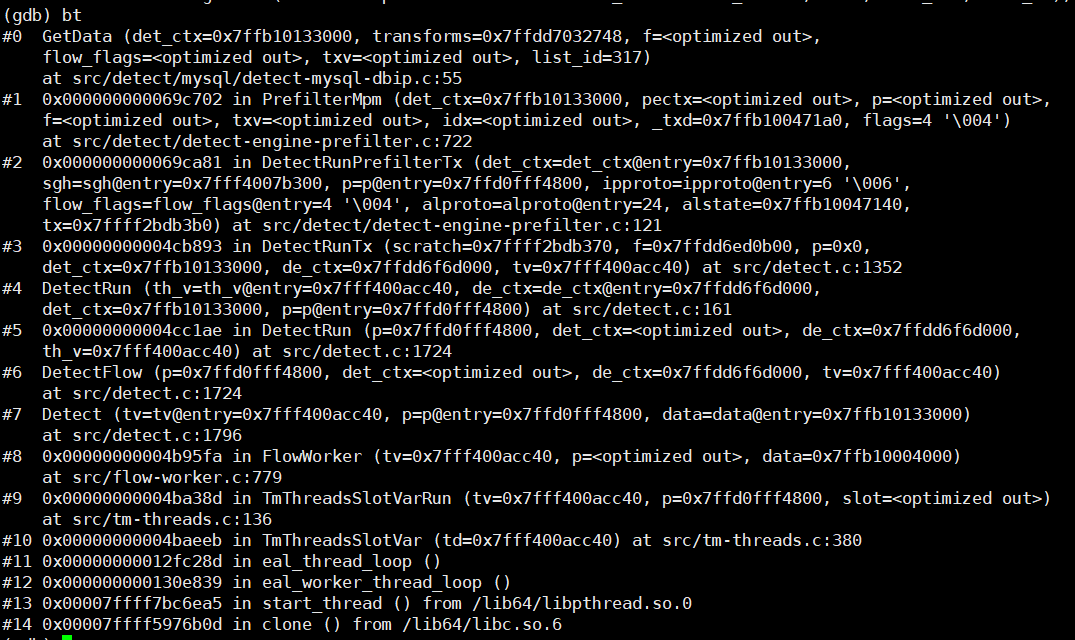 (gdb) bt
#0  GetData (det_ctx=0x7ffb10133000, transforms=0x7ffdd7032748, f=<optimized out>,
    flow_flags=<optimized out>, txv=<optimized out>, list_id=317)
    at src/detect/mysql/detect-mysql-dbip.c:55
#1  0x000000000069c702 in PrefilterMpm (det_ctx=0x7ffb10133000, pectx=<optimized out>, p=<optimized out>,
    f=<optimized out>, txv=<optimized out>, idx=<optimized out>, _txd=0x7ffb100471a0, flags=4 '\004')
    at src/detect/detect-engine-prefilter.c:722
#2  0x000000000069ca81 in DetectRunPrefilterTx (det_ctx=det_ctx@entry=0x7ffb10133000,
    sgh=sgh@entry=0x7fff4007b300, p=p@entry=0x7ffd0fff4800, ipproto=ipproto@entry=6 '\006',
    flow_flags=flow_flags@entry=4 '\004', alproto=alproto@entry=24, alstate=0x7ffb10047140,
    tx=0x7ffff2bdb3b0) at src/detect/detect-engine-prefilter.c:121
#3  0x00000000004cb893 in DetectRunTx (scratch=0x7ffff2bdb370, f=0x7ffdd6ed0b00, p=0x0,
    det_ctx=0x7ffb10133000, de_ctx=0x7ffdd6f6d000, tv=0x7fff400acc40) at src/detect.c:1352
#4  DetectRun (th_v=th_v@entry=0x7fff400acc40, de_ctx=de_ctx@entry=0x7ffdd6f6d000,
    det_ctx=0x7ffb10133000, p=p@entry=0x7ffd0fff4800) at src/detect.c:161
#5  0x00000000004cc1ae in DetectRun (p=0x7ffd0fff4800, det_ctx=<optimized out>, de_ctx=0x7ffdd6f6d000,
    th_v=0x7fff400acc40) at src/detect.c:1724
#6  DetectFlow (p=0x7ffd0fff4800, det_ctx=<optimized out>, de_ctx=0x7ffdd6f6d000, tv=0x7fff400acc40)
    at src/detect.c:1724
#7  Detect (tv=tv@entry=0x7fff400acc40, p=p@entry=0x7ffd0fff4800, data=data@entry=0x7ffb10133000)
    at src/detect.c:1796
#8  0x00000000004b95fa in FlowWorker (tv=0x7fff400acc40, p=<optimized out>, data=0x7ffb10004000)
    at src/flow-worker.c:779
#9  0x00000000004ba38d in TmThreadsSlotVarRun (tv=0x7fff400acc40, p=0x7ffd0fff4800, slot=<optimized out>)
    at src/tm-threads.c:136
#10 0x00000000004baeeb in TmThreadsSlotVar (td=0x7fff400acc40) at src/tm-threads.c:380
#11 0x00000000012fc28d in eal_thread_loop ()
#12 0x000000000130e839 in eal_worker_thread_loop ()
#13 0x00007ffff7bc6ea5 in start_thread () from /lib64/libpthread.so.0
#14 0x00007ffff5976b0d in clone () from /lib64/libc.so.6